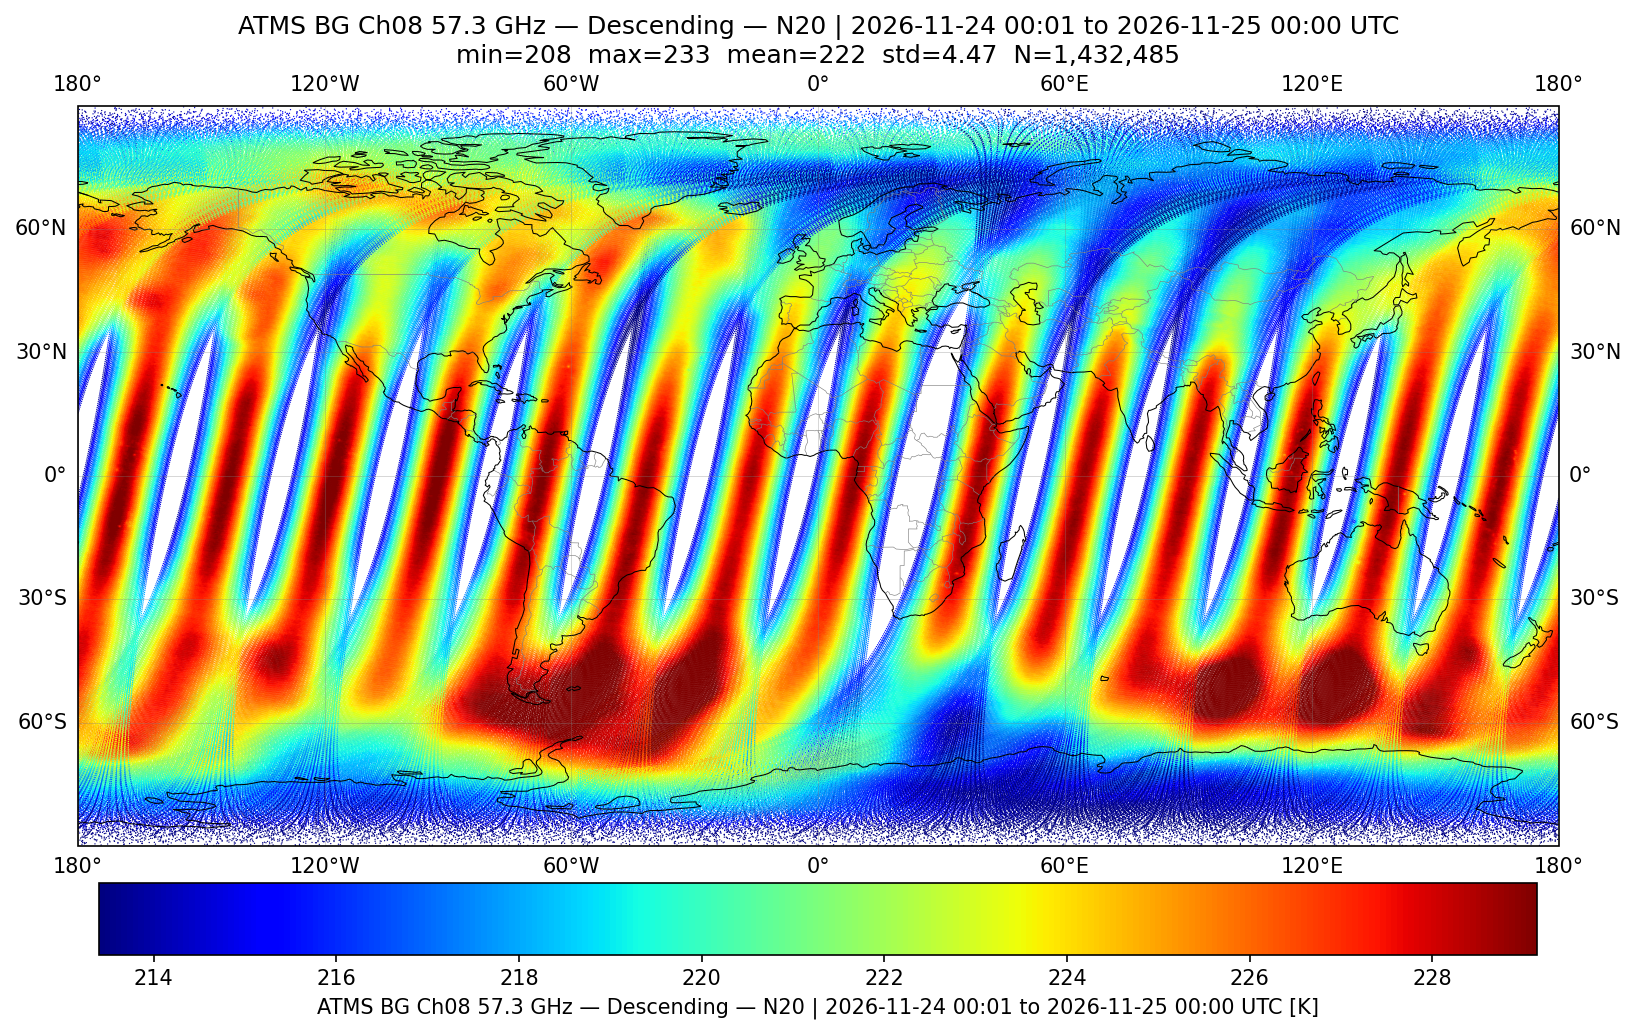 ATMS BG Ch08 57.3 GHz — Descending — N20 | 2026-11-24 00:01 to 2026-11-25 00:00 UTC
min=208 max=233 mean=222 std=4.47 N=1,432,485
180° 120°W 60°W 0° 60°E 120°E 180°
60°N 60°N
30°N 30°N
0° 0°
30°S 30°S
60°S 60°S
180° 120°W 60°W 0° 60°E 120°E 180°
214 216 218 220 222 224 226 228
ATMS BG Ch08 57.3 GHz — Descending — N20 | 2026-11-24 00:01 to 2026-11-25 00:00 UTC [K]